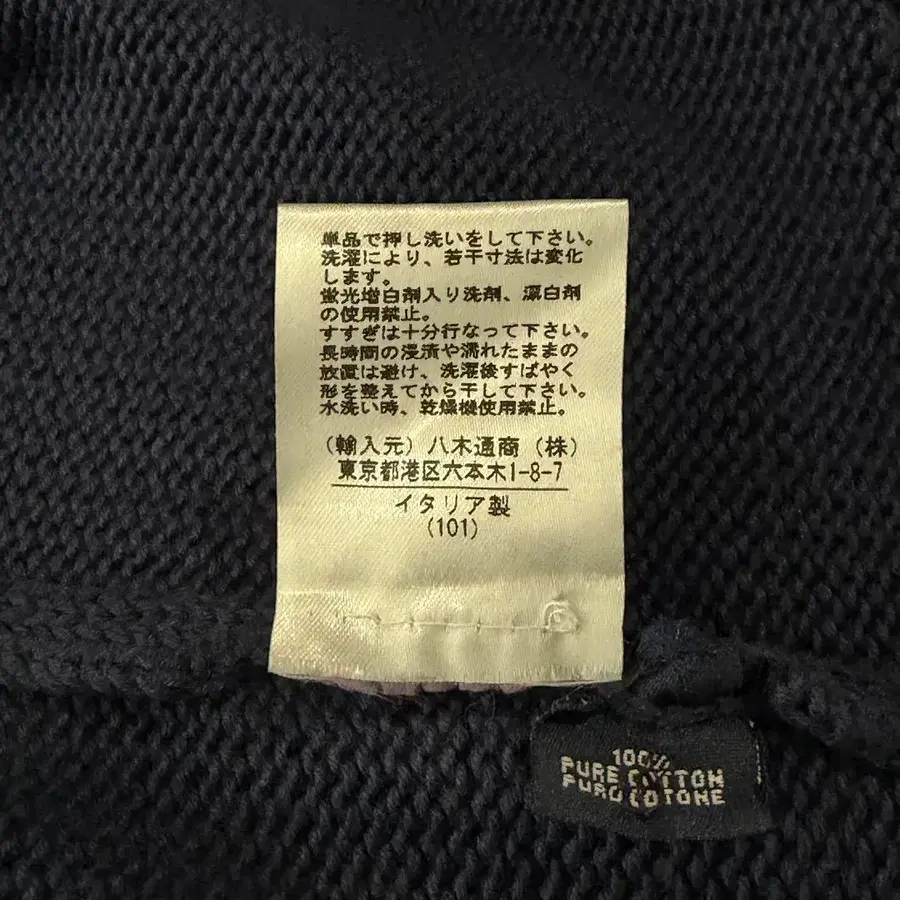 単品で押し洗いをして下さい。
洗濯により、若干寸法は変化
します。
蛍光増白剤入り洗剤、漂白剤
の使用禁止。
すすぎは十分行なって下さい。
長時間の浸漬や濡れたままの
放置は避け、洗濯後すばやく
形を整えてから干して下さい。
水洗い時、乾燥機使用禁止。
(輸入元) 八木通商 (株)
東京都港区六本木1-8-7
イタリア製
(101)
100%
PURE COTTON
PURO COTONE